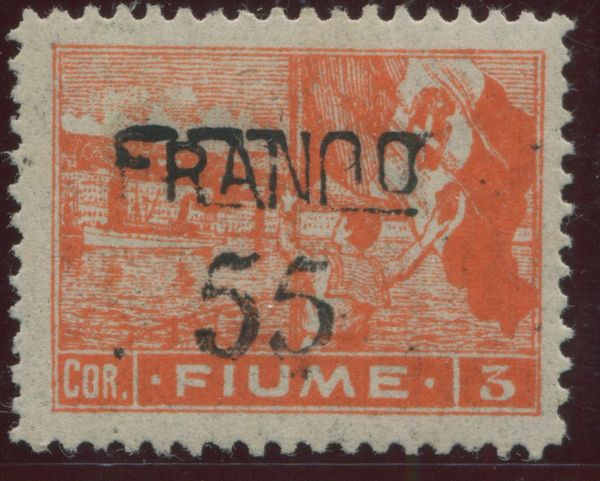 FRANCO
55
COR. · FIUME · 3